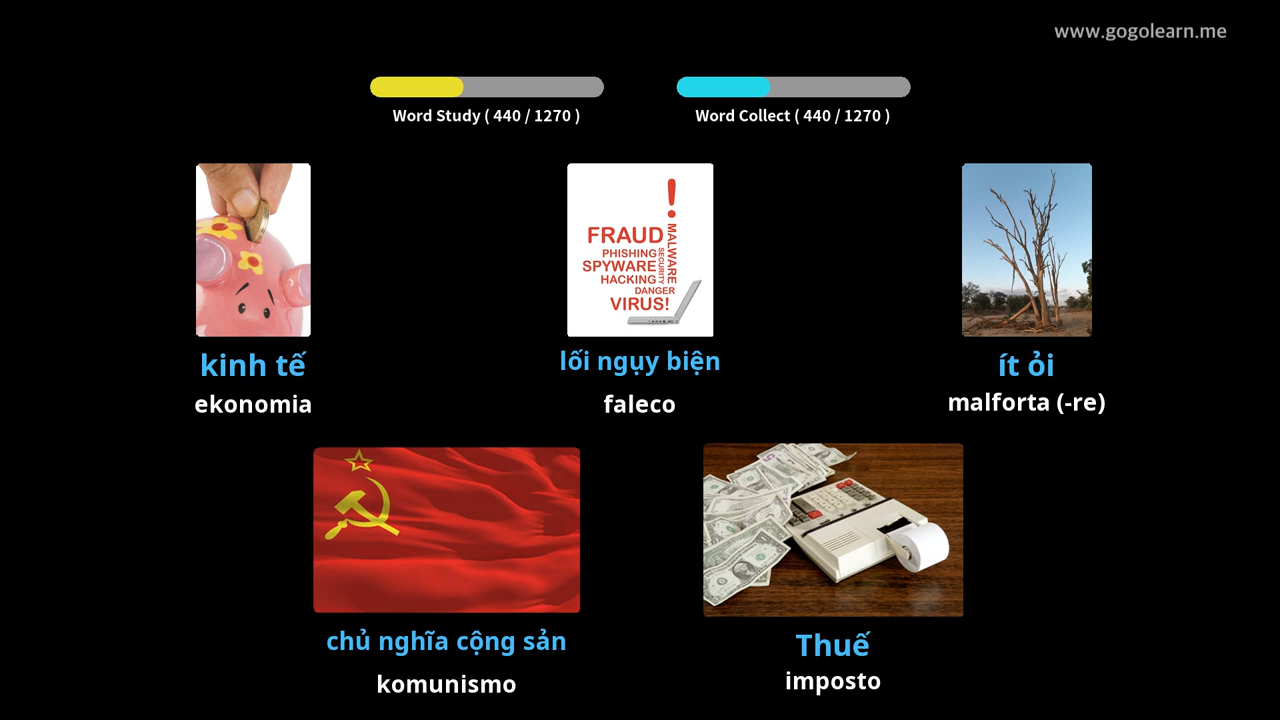 www.gogolearn.me
Word Study ( 440 / 1270 )
Word Collect ( 440 / 1270 )
!
FRAUD
MALWARE
PHISHING
SECURITY
SPYWARE
HACKING
DANGER
VIRUS!
kinh tế
lối ngụy biện
ít ỏi
ekonomia
faleco
malforta (-re)
chủ nghĩa cộng sản
Thuế
komunismo
imposto